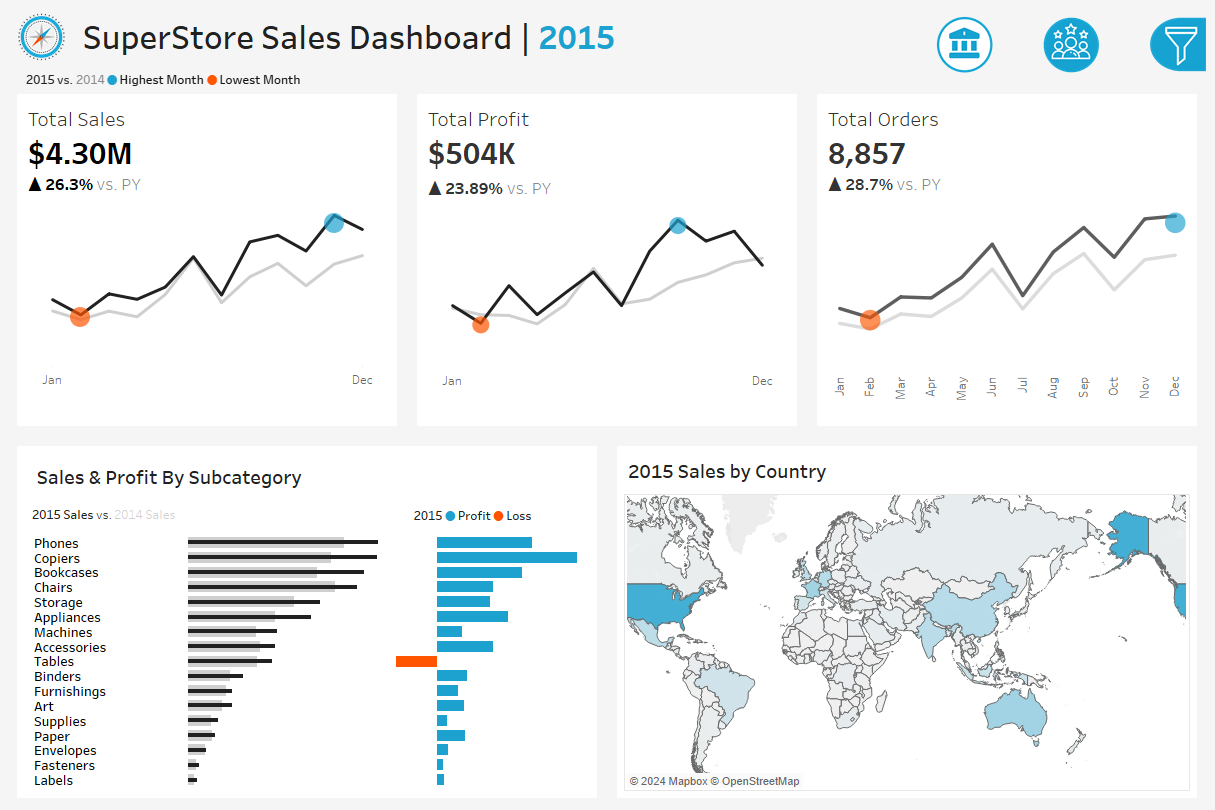 SuperStore Sales Dashboard | 2015
2015 vs. 2014 Highest Month Lowest Month
Total Sales
$4.30M
▲ 26.3% vs. PY
Jan Dec
Total Profit
$504K
▲ 23.89% vs. PY
Jan Dec
Total Orders
8,857
▲ 28.7% vs. PY
Jan Feb Mar Apr May Jun Jul Aug Sep Oct Nov Dec
Sales & Profit By Subcategory
2015 Sales vs. 2014 Sales
2015 Profit Loss
Phones
Copiers
Bookcases
Chairs
Storage
Appliances
Machines
Accessories
Tables
Binders
Furnishings
Art
Supplies
Paper
Envelopes
Fasteners
Labels
2015 Sales by Country
© 2024 Mapbox © OpenStreetMap